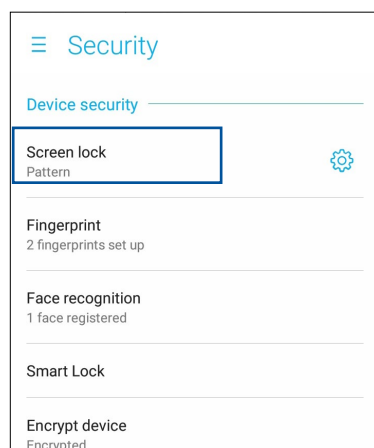 Security
Device security
Screen lock
Pattern
Fingerprint
2 fingerprints set up
Face recognition
1 face registered
Smart Lock
Encrypt device
Encrypted